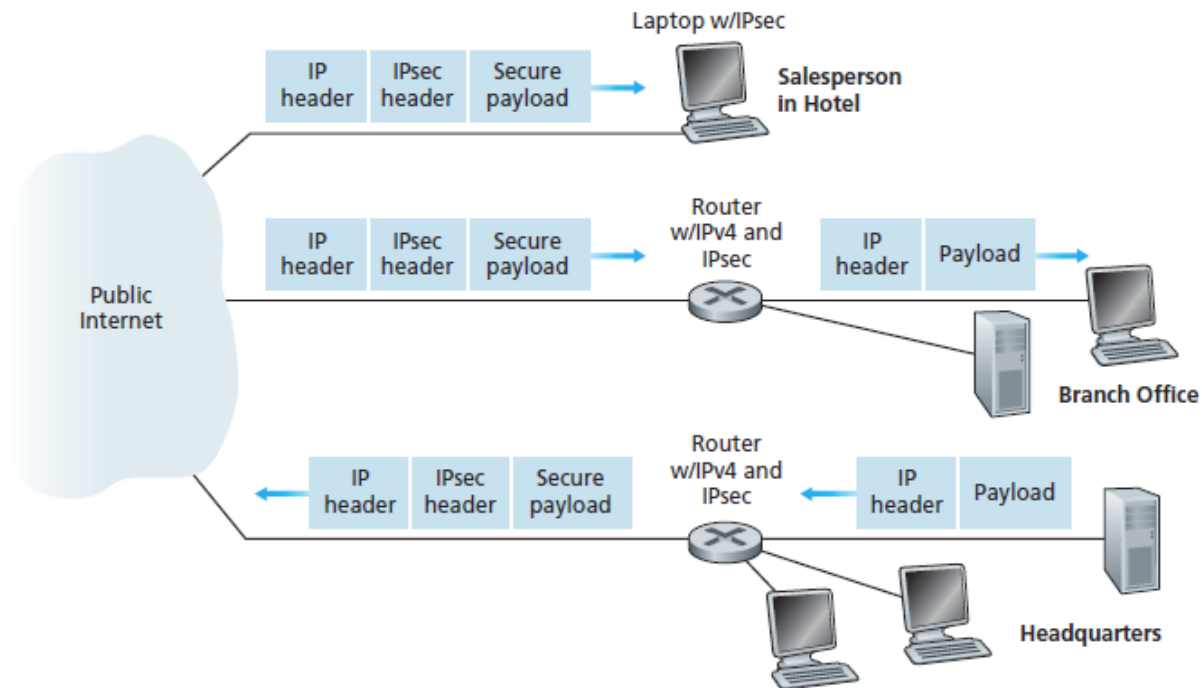 Laptop w/IPsec
IP
header
IPsec
header
Secure
payload
Salesperson
in Hotel
Public
Internet
IP
header
IPsec
header
Secure
payload
Router
w/IPv4 and
IPsec
IP
header
Payload
Branch Office
IP
header
IPsec
header
Secure
payload
Router
w/IPv4 and
IPsec
IP
header
Payload
Headquarters